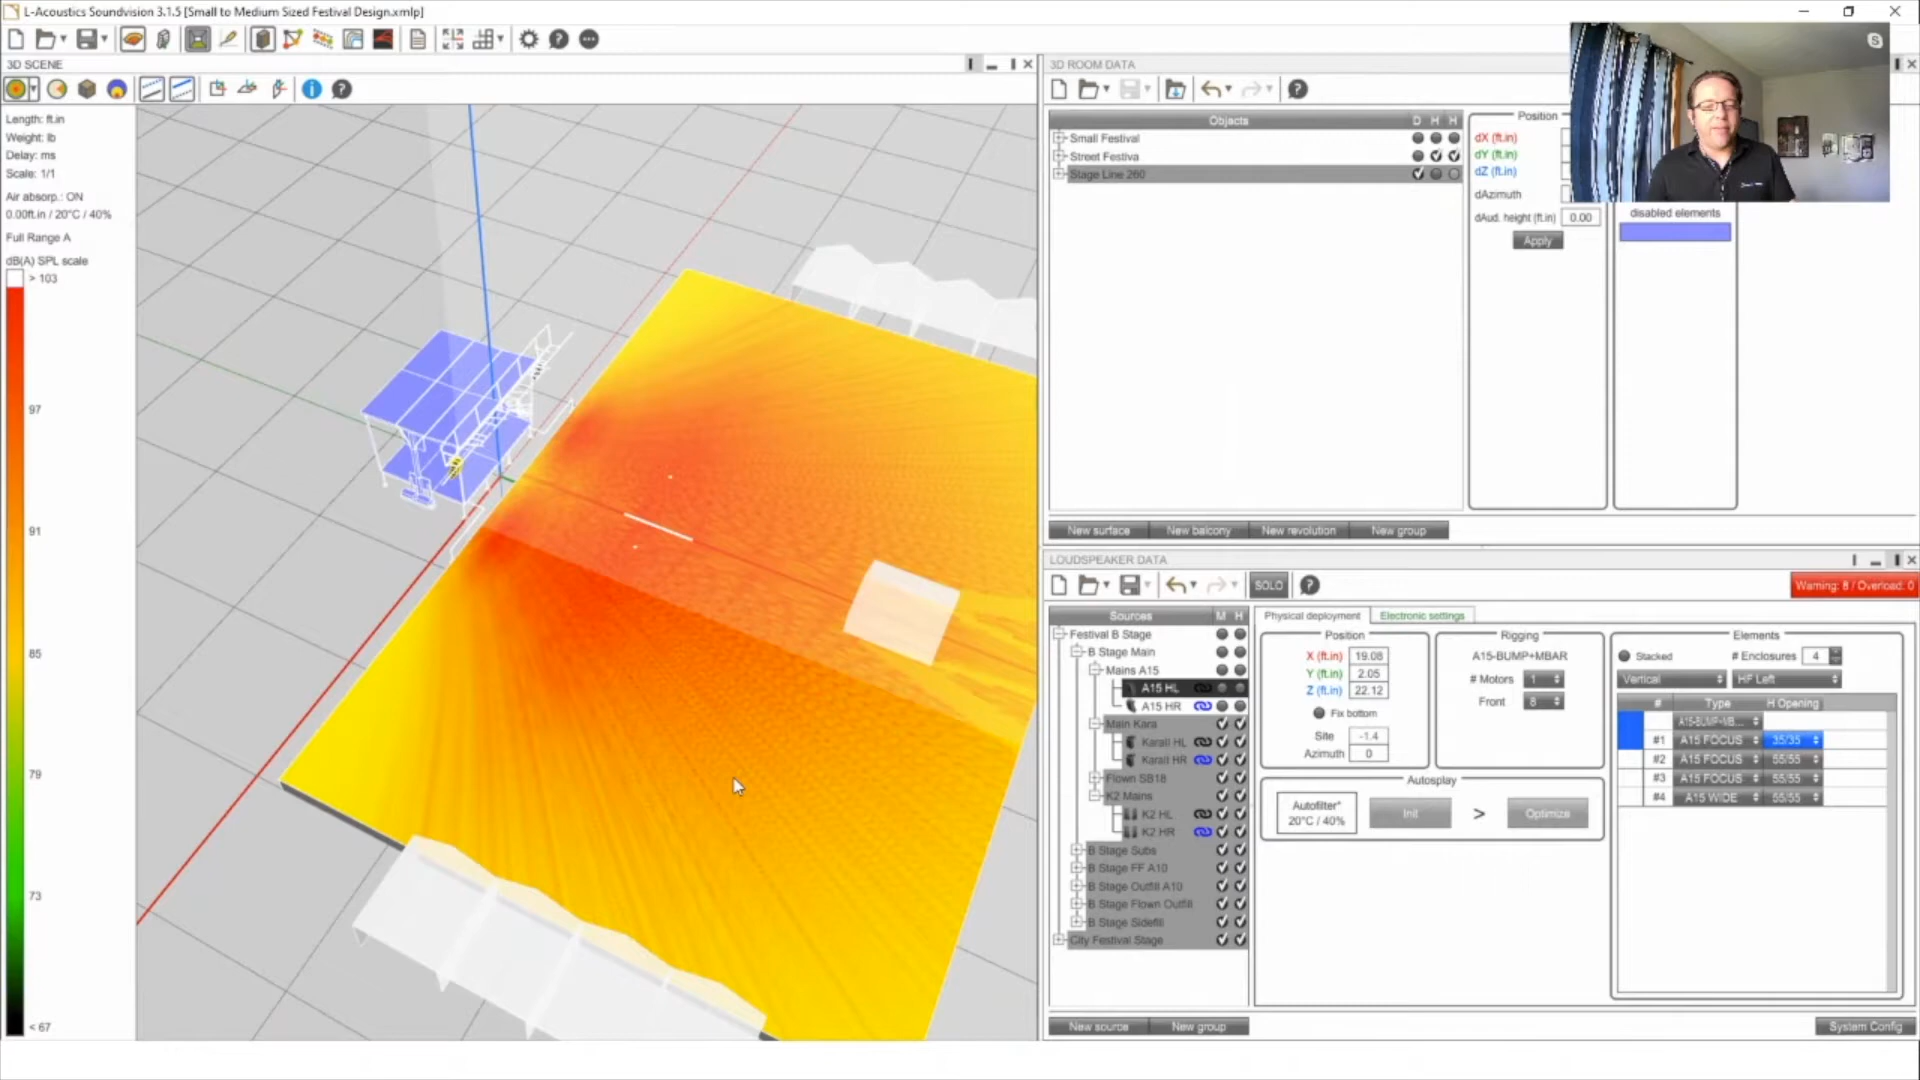 L-Acoustics Soundvision 3.1.5 [Small to Medium Sized Festival Design.xmlp]
3D SCENE
Length: ft.in
Weight: lb
Delay: ms
Scale: 1/1
Air absorp.: ON
0.00ft.in / 20°C / 40%
Full Range A
dB(A) SPL scale
> 103
97
91
85
79
73
< 67
3D ROOM DATA
Objects D H H
Small Festival
Street Festiva
Stage Line 260
Position
dX (ft.in)
dY (ft.in)
dZ (ft.in)
dAzimuth
dAud. height (ft.in) 0.00
Apply
disabled elements
New surface New balcony New revolution New group
LOUDSPEAKER DATA
SOLO
Warning: 8 / Overload: 0
Sources M H
Festival B Stage
B Stage Main
Mains A15
A15 HL
A15 HR
Main Kara
KaraII HL
KaraII HR
Flown SB18
K2 Mains
K2 HL
K2 HR
B Stage Subs
B Stage FF A10
B Stage Outfill A10
B Stage Flown Outfill
B Stage Sidefill
City Festival Stage
New source New group
Physical deployment Electronic settings
Position
X (ft.in) 19.08
Y (ft.in) 2.05
Z (ft.in) 22.12
Fix bottom
Site -1.4
Azimuth 0
Rigging
A15-BUMP+MBAR
# Motors 1
Front 8
Autosplay
Autofilter*
20°C / 40%
Init > Optimize
Elements
Stacked # Enclosures 4
Vertical HF Left
# Type H Opening
A15-BUMP+MB...
#1 A15 FOCUS 35/35
#2 A15 FOCUS 55/55
#3 A15 FOCUS 55/55
#4 A15 WIDE 55/55
System Config